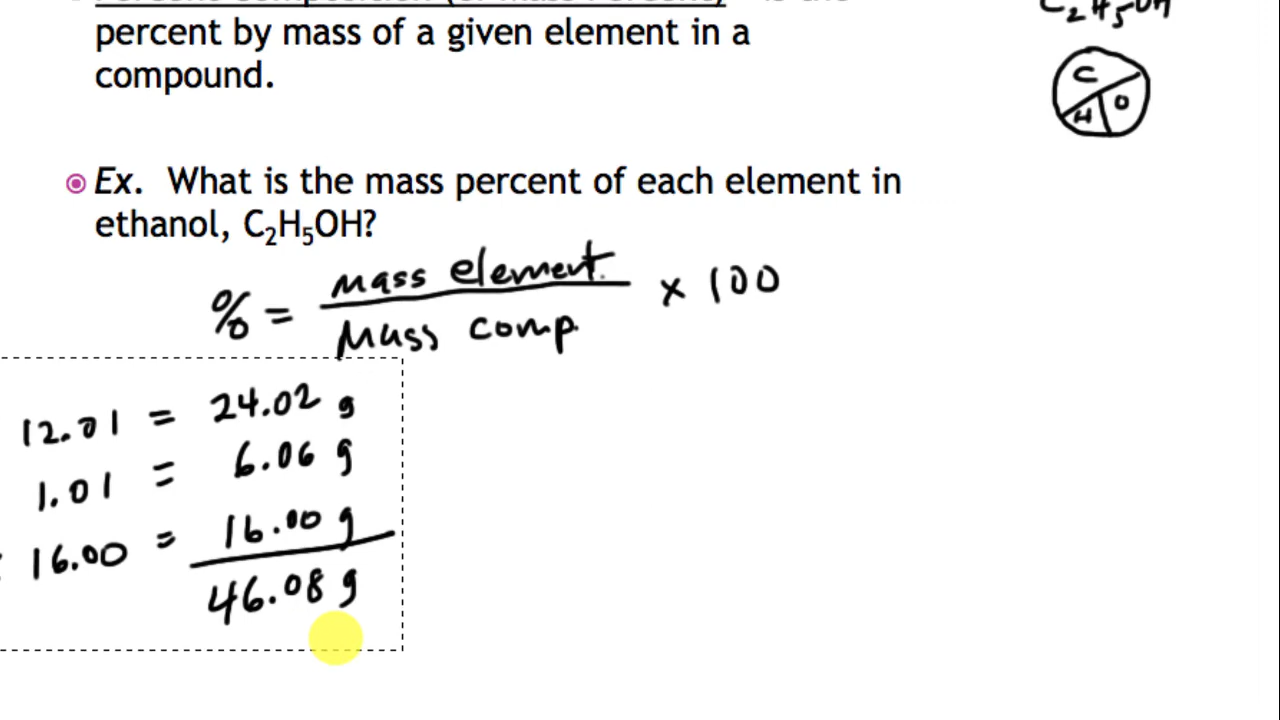 C₂H₅OH
percent by mass of a given element in a
compound.
C
H
O
Ex. What is the mass percent of each element in
ethanol, C₂H₅OH?
% = mass element / Mass comp. × 100
12.01 = 24.02 g
1.01 = 6.06 g
16.00 = 16.00 g
46.08 g